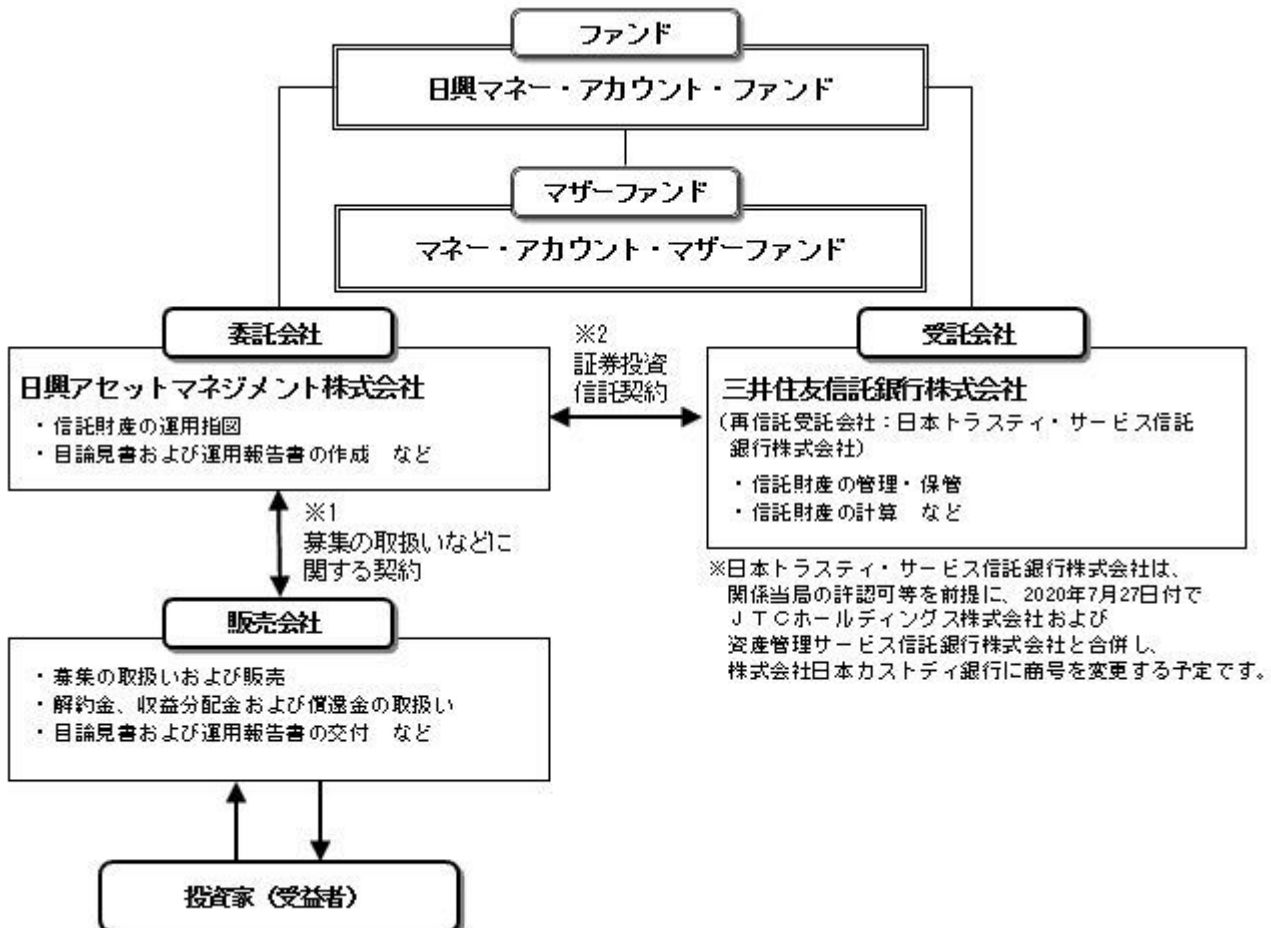 ファンド
日興マネー・アカウント・ファンド
マザーファンド
マネー・アカウント・マザーファンド
委託会社
日興アセットマネジメント株式会社
・信託財産の運用指図
・目論見書および運用報告書の作成　など
※2
証券投資
信託契約
受託会社
三井住友信託銀行株式会社
（再信託受託会社：日本トラスティ・サービス信託
銀行株式会社）
・信託財産の管理・保管
・信託財産の計算　など
※1
募集の取扱いなどに
関する契約
※日本トラスティ・サービス信託銀行株式会社は、
関係当局の許認可等を前提に、2020年7月27日付で
ＪＴＣホールディングス株式会社および
資産管理サービス信託銀行株式会社と合併し、
株式会社日本カストディ銀行に商号を変更する予定です。
販売会社
・募集の取扱いおよび販売
・解約金、収益分配金および償還金の取扱い
・目論見書および運用報告書の交付　など
投資家（受益者）